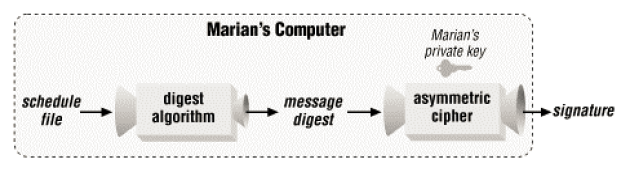 Marian's Computer
Marian's
private key
schedule
file
digest
algorithm
message
digest
asymmetric
cipher
signature